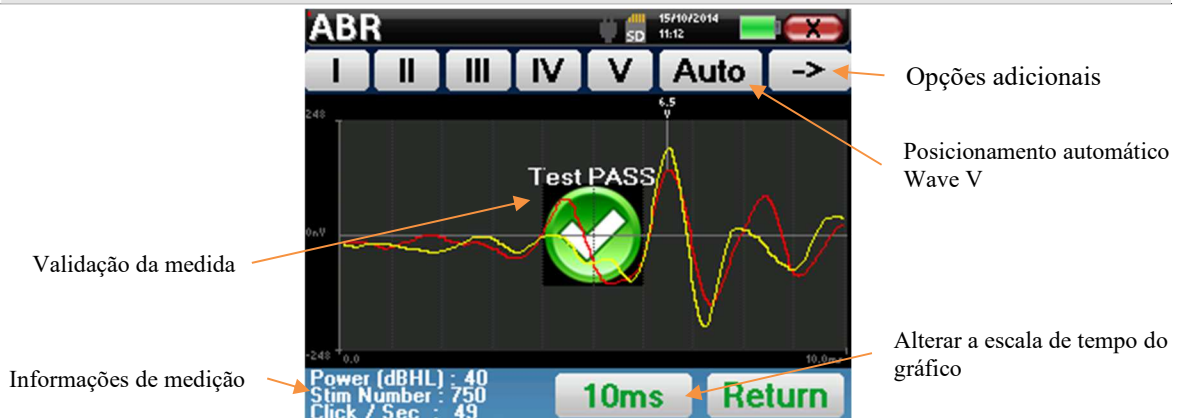 ABR
SD
15/10/2014
11:12
X
I II III IV V Auto ->
Opções adicionais
6.5
V
248
Posicionamento automático
Wave V
Test PASS
0nV
Validação da medida
-248
0.0
10.0ms
Alterar a escala de tempo do
gráfico
Informações de medição
Power (dBHL) : 40
Stim Number : 750
Click / Sec : 49
10ms
Return